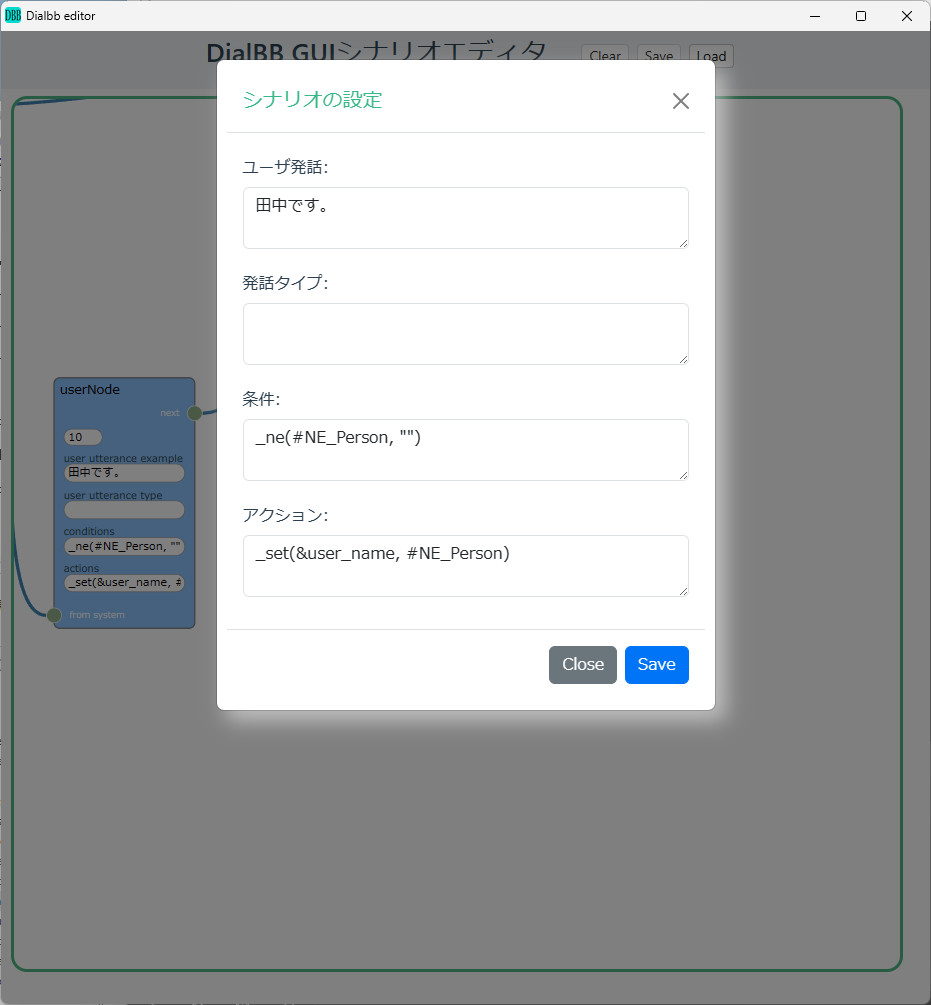 DBB Dialbb editor
DialBB GUIシナリオエディタ
Clear Save Load
シナリオの設定
ユーザ発話:
田中です。
発話タイプ:
条件:
_ne(#NE_Person, "")
アクション:
_set(&user_name, #NE_Person)
Close Save
userNode
next
10
user utterance example
田中です。
user utterance type
conditions
_ne(#NE_Person, ""
actions
_set(&user_name, #
from system